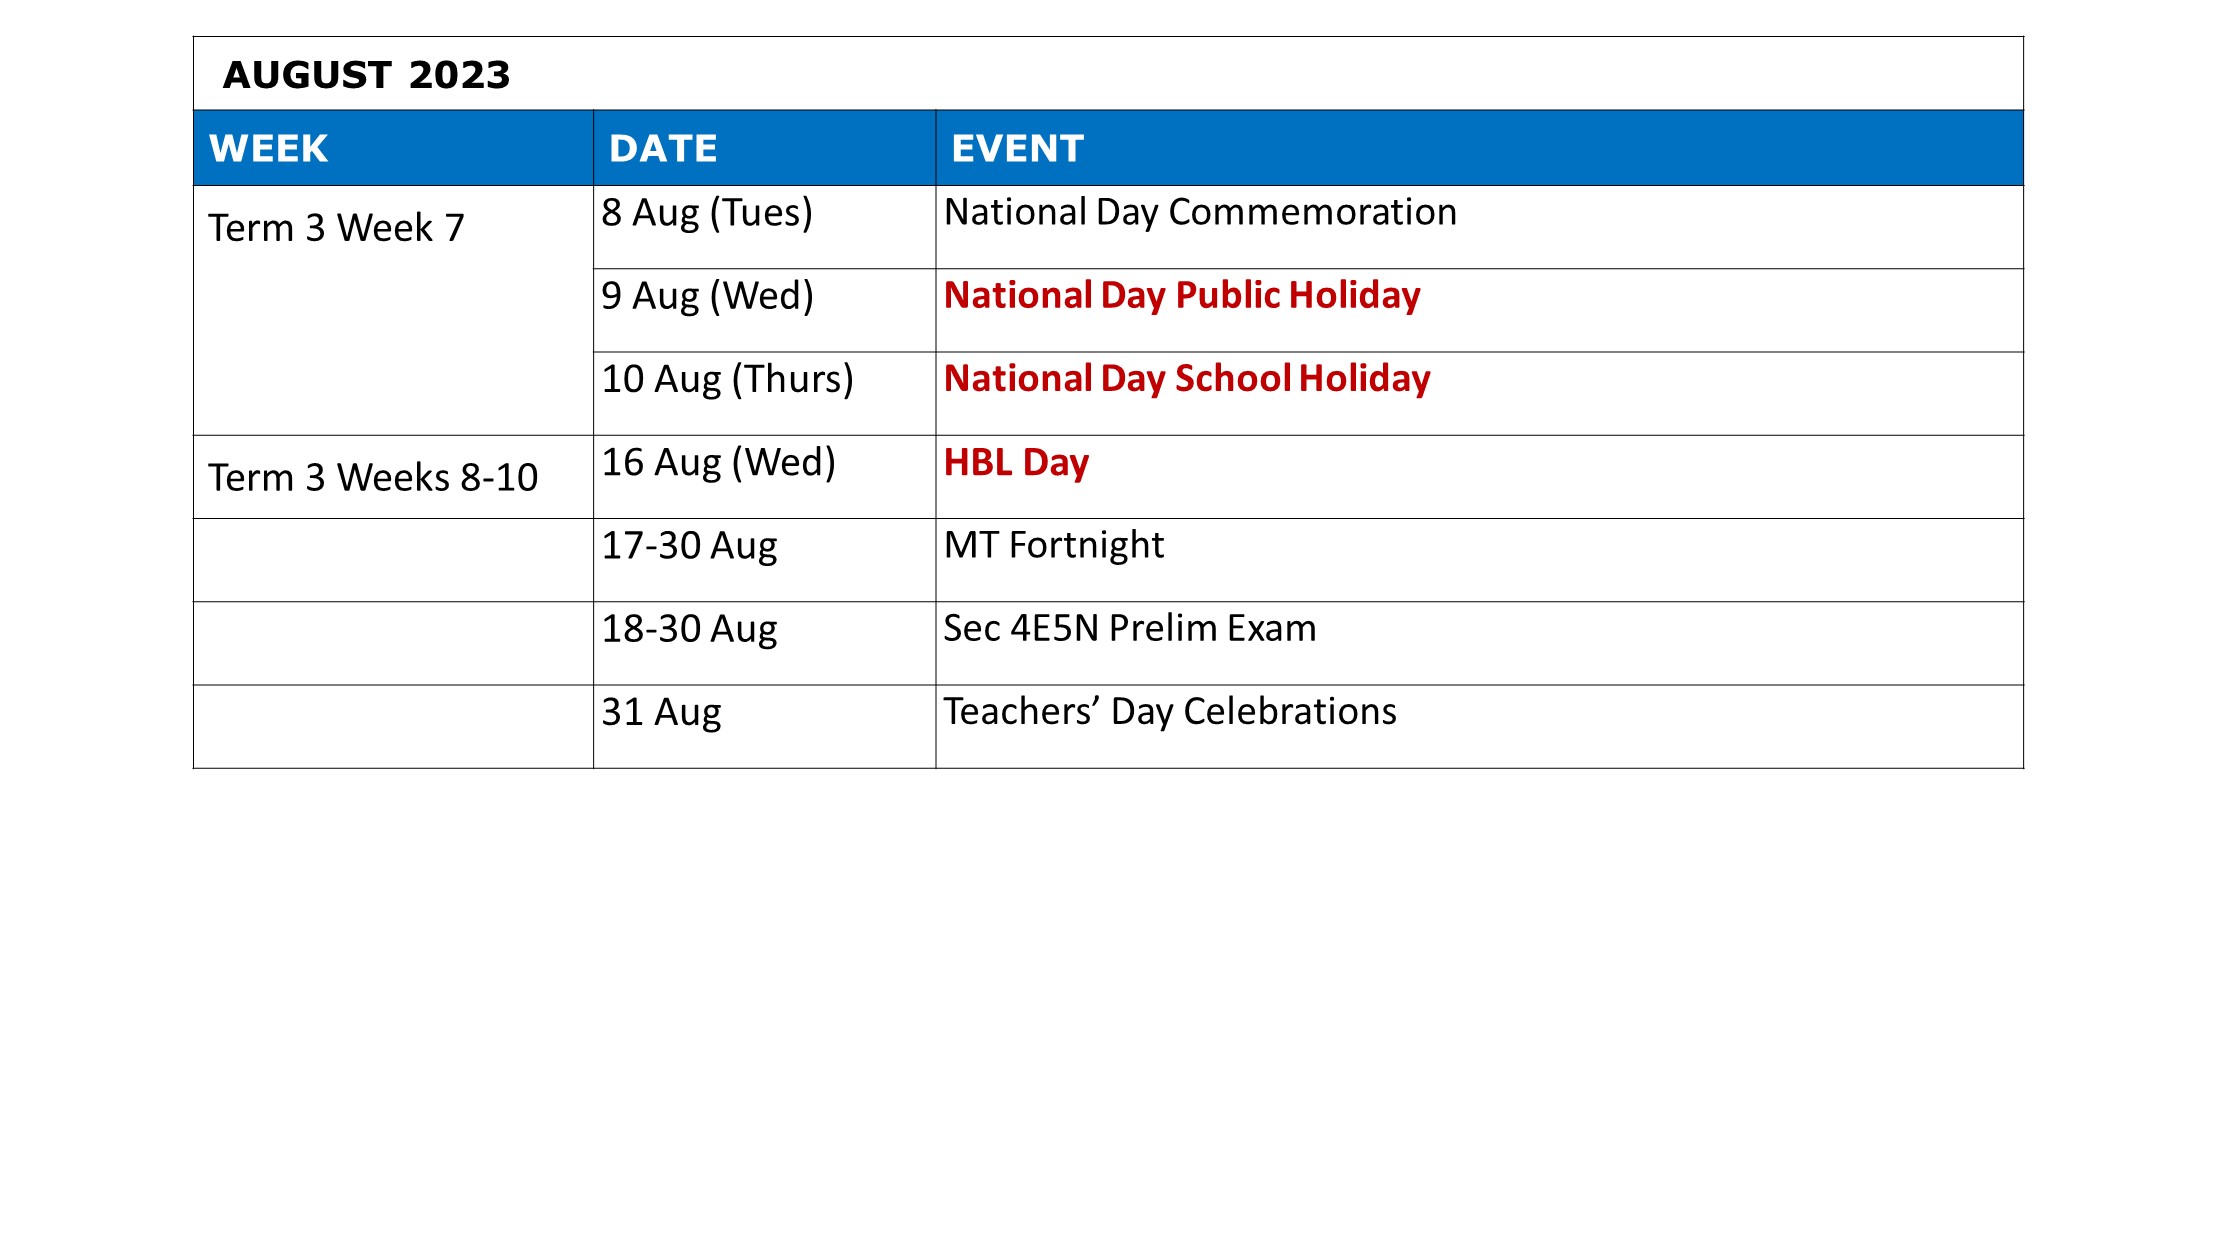 AUGUST 2023
WEEK DATE EVENT
Term 3 Week 7 8 Aug (Tues) National Day Commemoration
9 Aug (Wed) National Day Public Holiday
10 Aug (Thurs) National Day School Holiday
Term 3 Weeks 8-10 16 Aug (Wed) HBL Day
17-30 Aug MT Fortnight
18-30 Aug Sec 4E5N Prelim Exam
31 Aug Teachers’ Day Celebrations